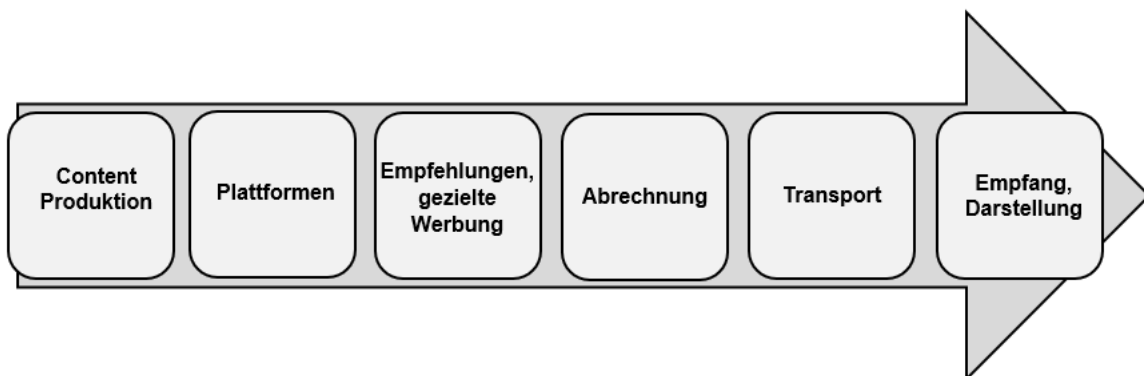 Content
Produktion
Plattformen
Empfehlungen,
gezielte
Werbung
Abrechnung
Transport
Empfang,
Darstellung